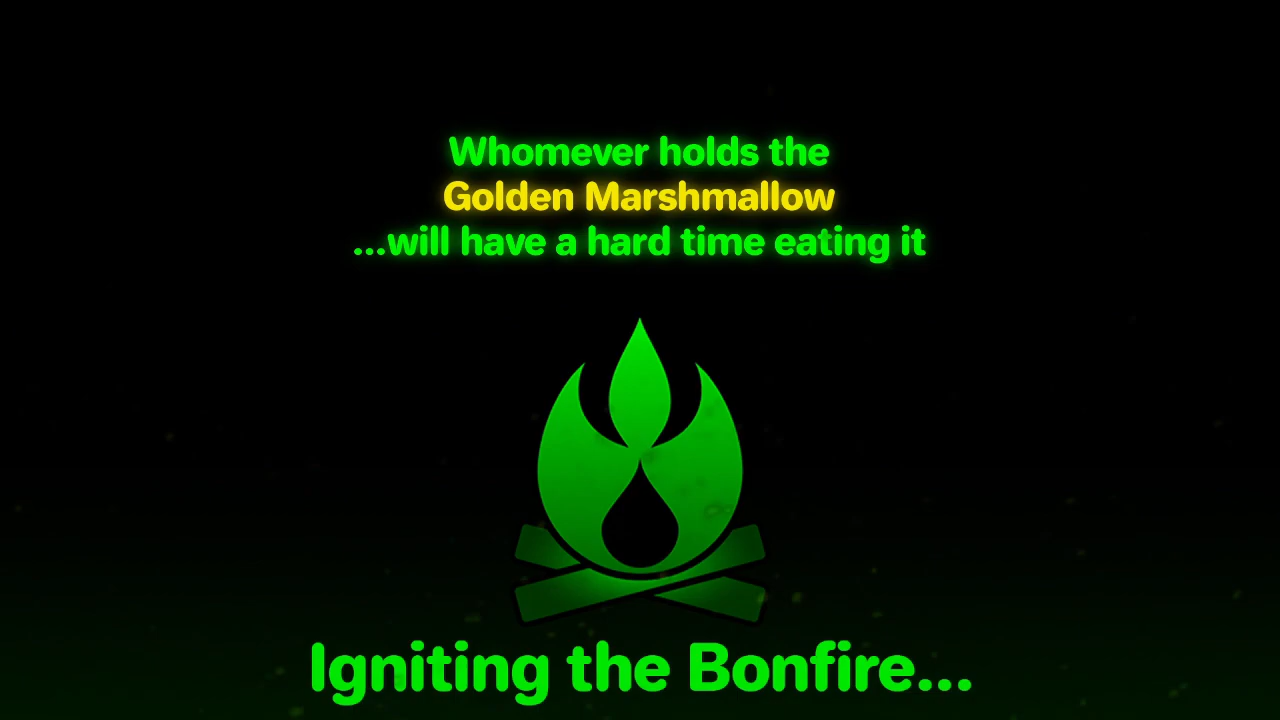 Whomever holds the
Golden Marshmallow
...will have a hard time eating it
Igniting the Bonfire...